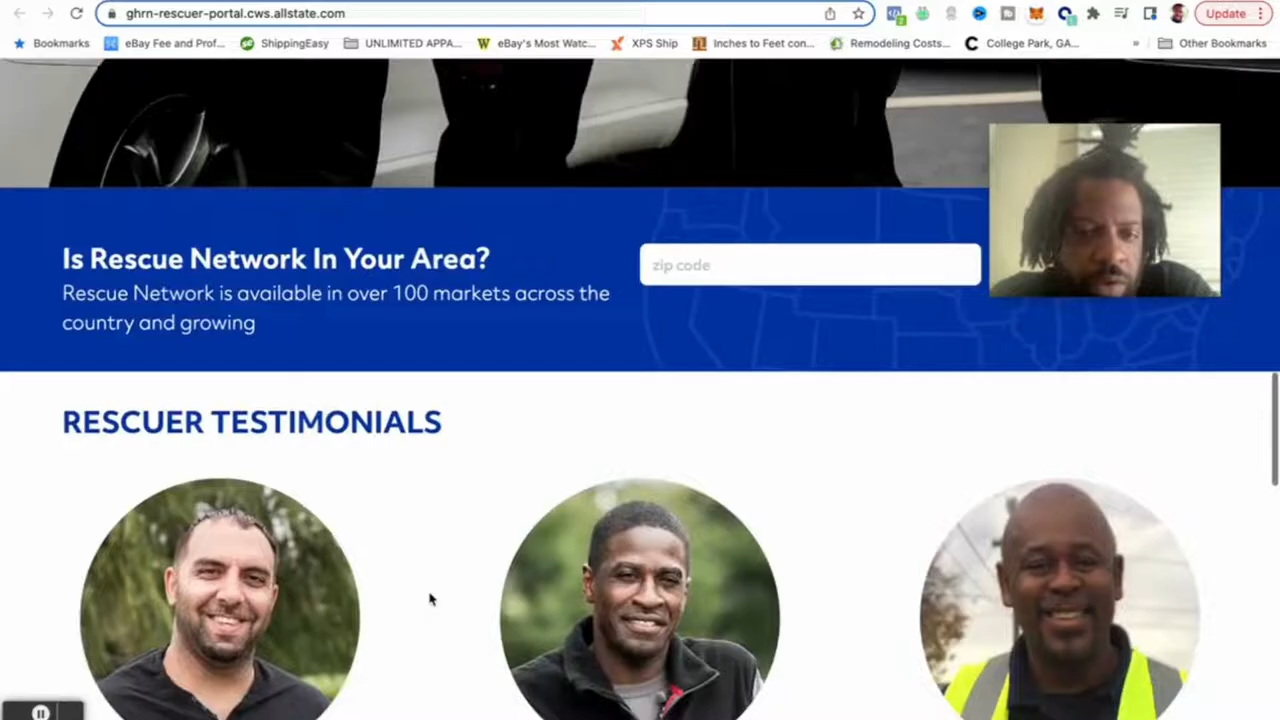 ghrn-rescuer-portal.cws.allstate.com
Update
Bookmarks
eBay Fee and Prof...
ShippingEasy
UNLIMITED APPA...
eBay's Most Watc...
XPS Ship
Inches to Feet con...
Remodeling Costs...
College Park, GA...
»
Other Bookmarks
Is Rescue Network In Your Area?
zip code
Rescue Network is available in over 100 markets across the
country and growing
RESCUER TESTIMONIALS